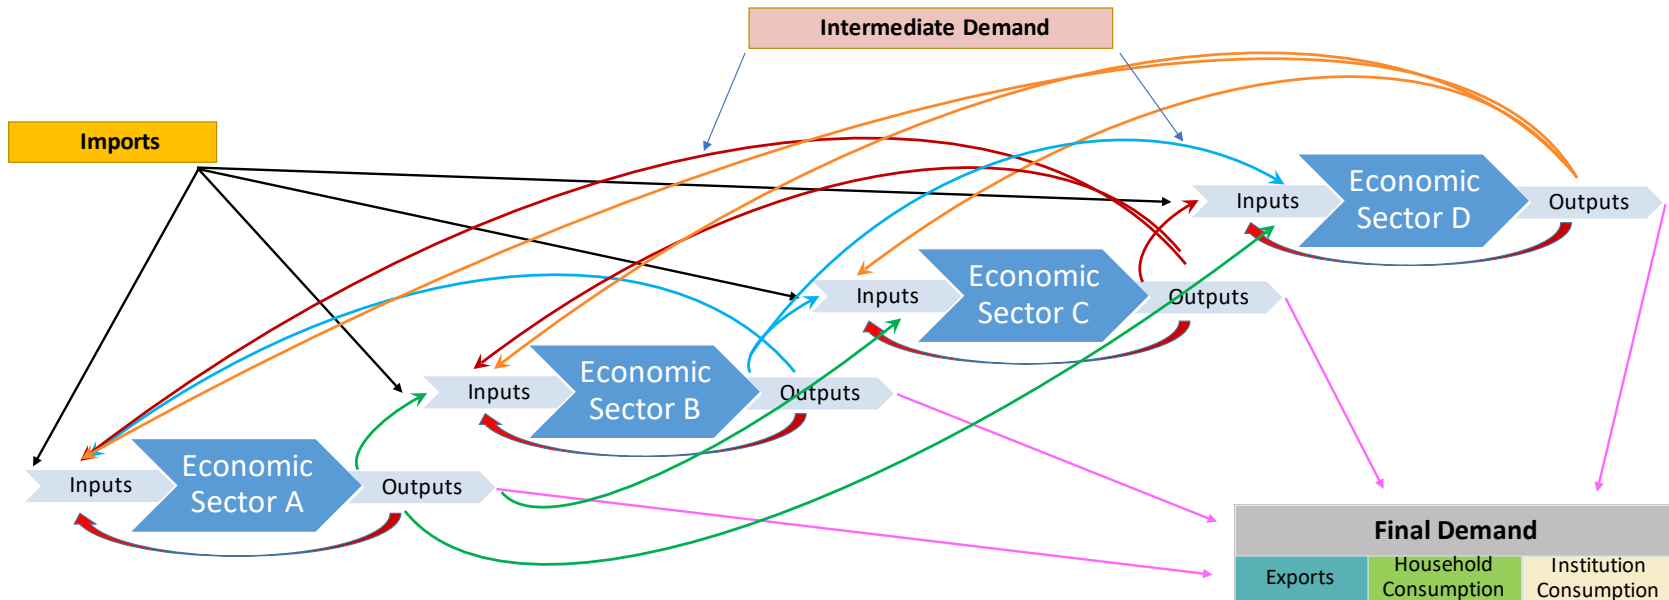 Intermediate Demand
Imports
Inputs
Economic
Sector D
Outputs
Inputs
Economic
Sector C
Outputs
Inputs
Economic
Sector B
Outputs
Inputs
Economic
Sector A
Outputs
Final Demand
Exports
Household
Consumption
Institution
Consumption